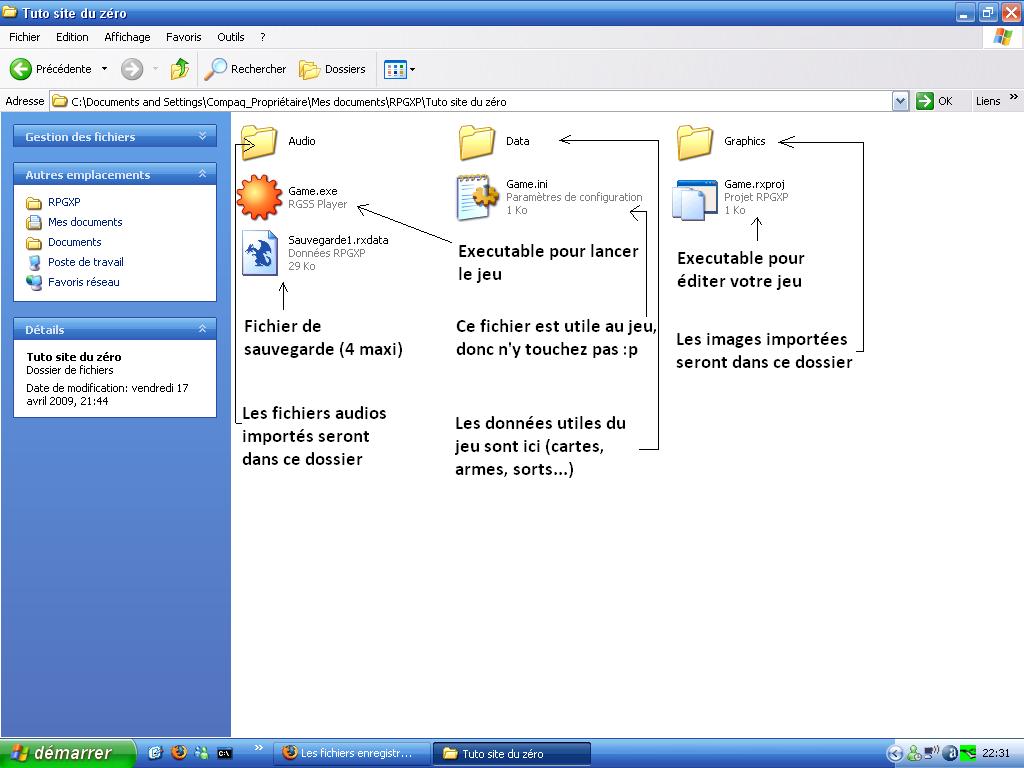 Tuto site du zéro
Fichier Edition Affichage Favoris Outils ?
Précédente Rechercher Dossiers
Adresse C:\Documents and Settings\Compaq_Propriétaire\Mes documents\RPGXP\Tuto site du zéro OK Liens »
Gestion des fichiers
Autres emplacements
RPGXP
Mes documents
Documents
Poste de travail
Favoris réseau
Détails
Tuto site du zéro
Dossier de fichiers
Date de modification: vendredi 17
avril 2009, 21:44
Audio
Data
Graphics
Game.exe
RGSS Player
Game.ini
Paramètres de configuration
1 Ko
Game.rxproj
Projet RPGXP
1 Ko
Sauvegarde1.rxdata
Données RPGXP
29 Ko
Executable pour lancer
le jeu
Executable pour
éditer votre jeu
Fichier de
sauvegarde (4 maxi)
Ce fichier est utile au jeu,
donc n'y touchez pas :p
Les images importées
seront dans ce dossier
Les fichiers audios
importés seront
dans ce dossier
Les données utiles du
jeu sont ici (cartes,
armes, sorts...)
démarrer C:\ » Les fichiers enregistr... Tuto site du zéro 22:31